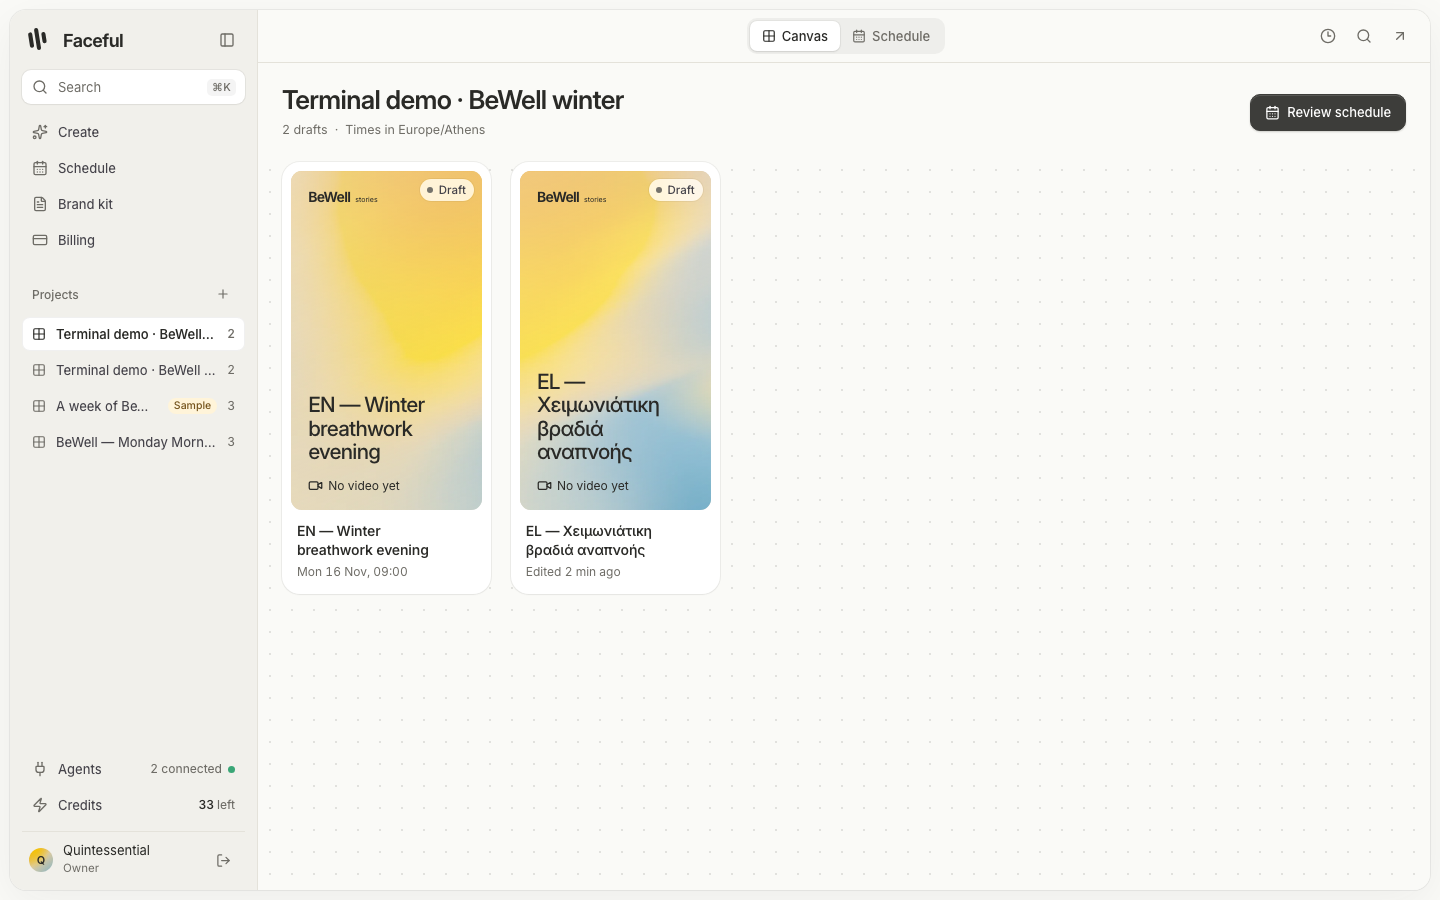 Faceful
Search ⌘K
Create
Schedule
Brand kit
Billing
Projects
Terminal demo · BeWell... 2
Terminal demo · BeWell ... 2
A week of Be... Sample 3
BeWell — Monday Morn... 3
Agents 2 connected
Credits 33 left
Q
Quintessential
Owner
Canvas Schedule
Terminal demo · BeWell winter
2 drafts · Times in Europe/Athens
Review schedule
BeWell stories Draft
EN — Winter
breathwork
evening
No video yet
EN — Winter
breathwork evening
Mon 16 Nov, 09:00
BeWell stories Draft
EL —
Χειμωνιάτικη
βραδιά
αναπνοής
No video yet
EL — Χειμωνιάτικη
βραδιά αναπνοής
Edited 2 min ago